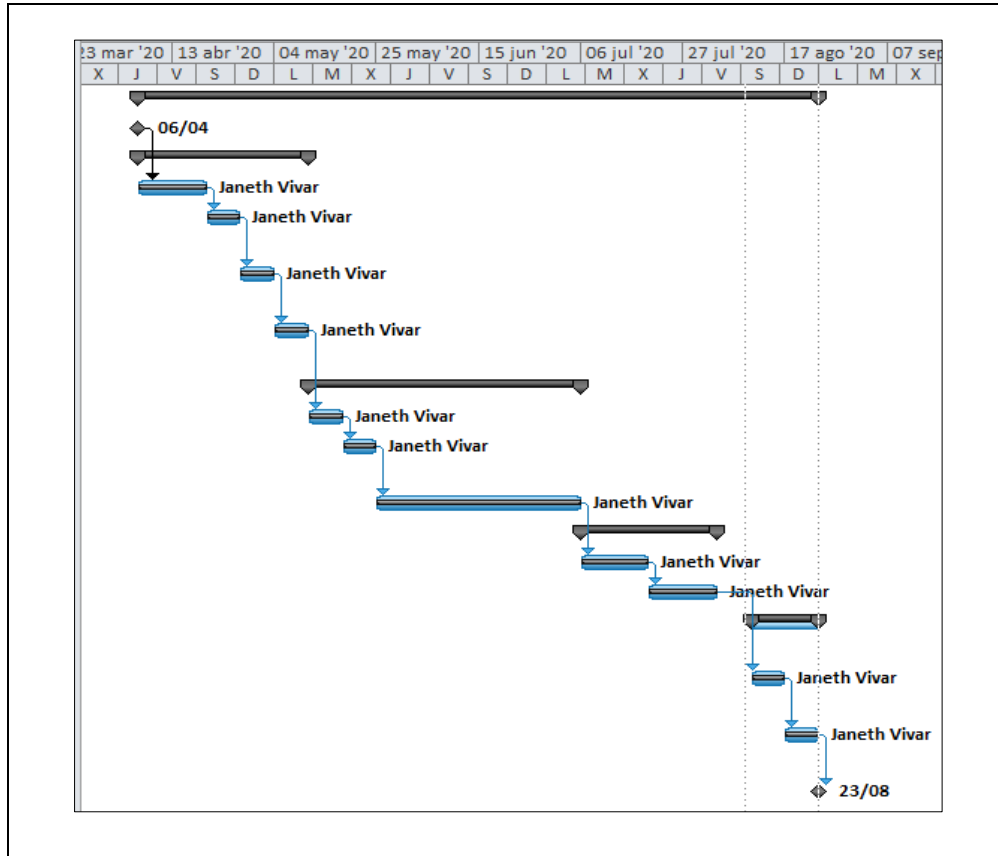 23 mar '20 13 abr '20 04 may '20 25 may '20 15 jun '20 06 jul '20 27 jul '20 17 ago '20 07 sep
X J V S D L M X J V S D L M X J V S D L M X
06/04
Janeth Vivar
Janeth Vivar
Janeth Vivar
Janeth Vivar
Janeth Vivar
Janeth Vivar
Janeth Vivar
Janeth Vivar
Janeth Vivar
Janeth Vivar
Janeth Vivar
23/08